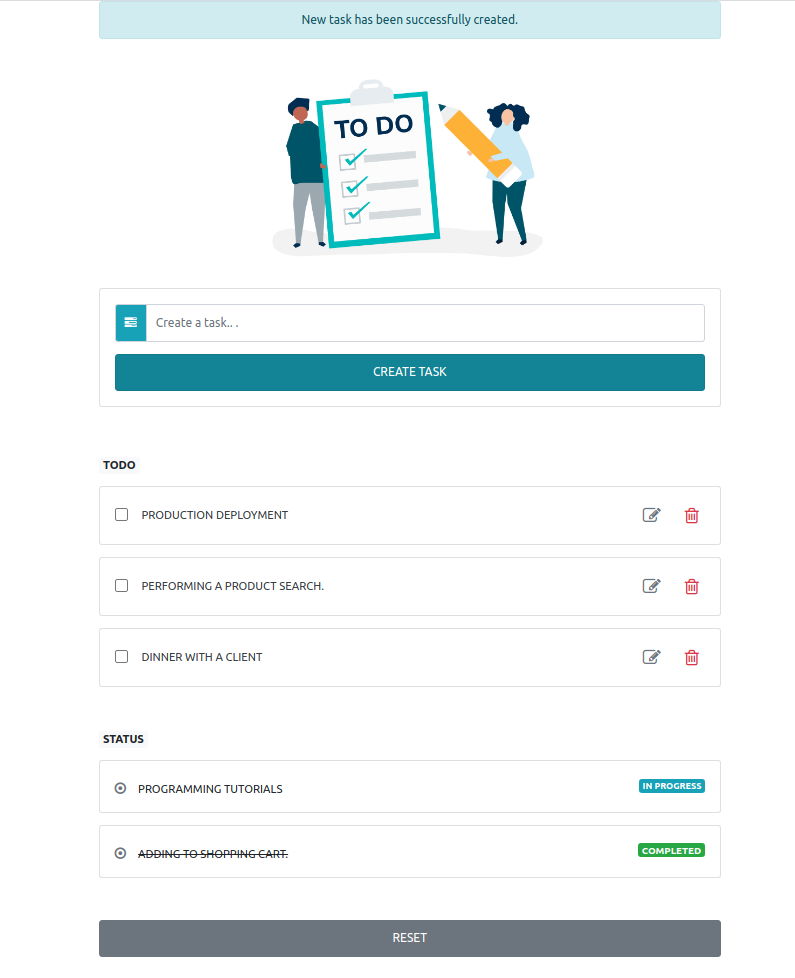 New task has been successfully created.
TO DO
Create a task.. .
CREATE TASK
TODO
PRODUCTION DEPLOYMENT
PERFORMING A PRODUCT SEARCH.
DINNER WITH A CLIENT
STATUS
PROGRAMMING TUTORIALS IN PROGRESS
ADDING TO SHOPPING CART. COMPLETED
RESET